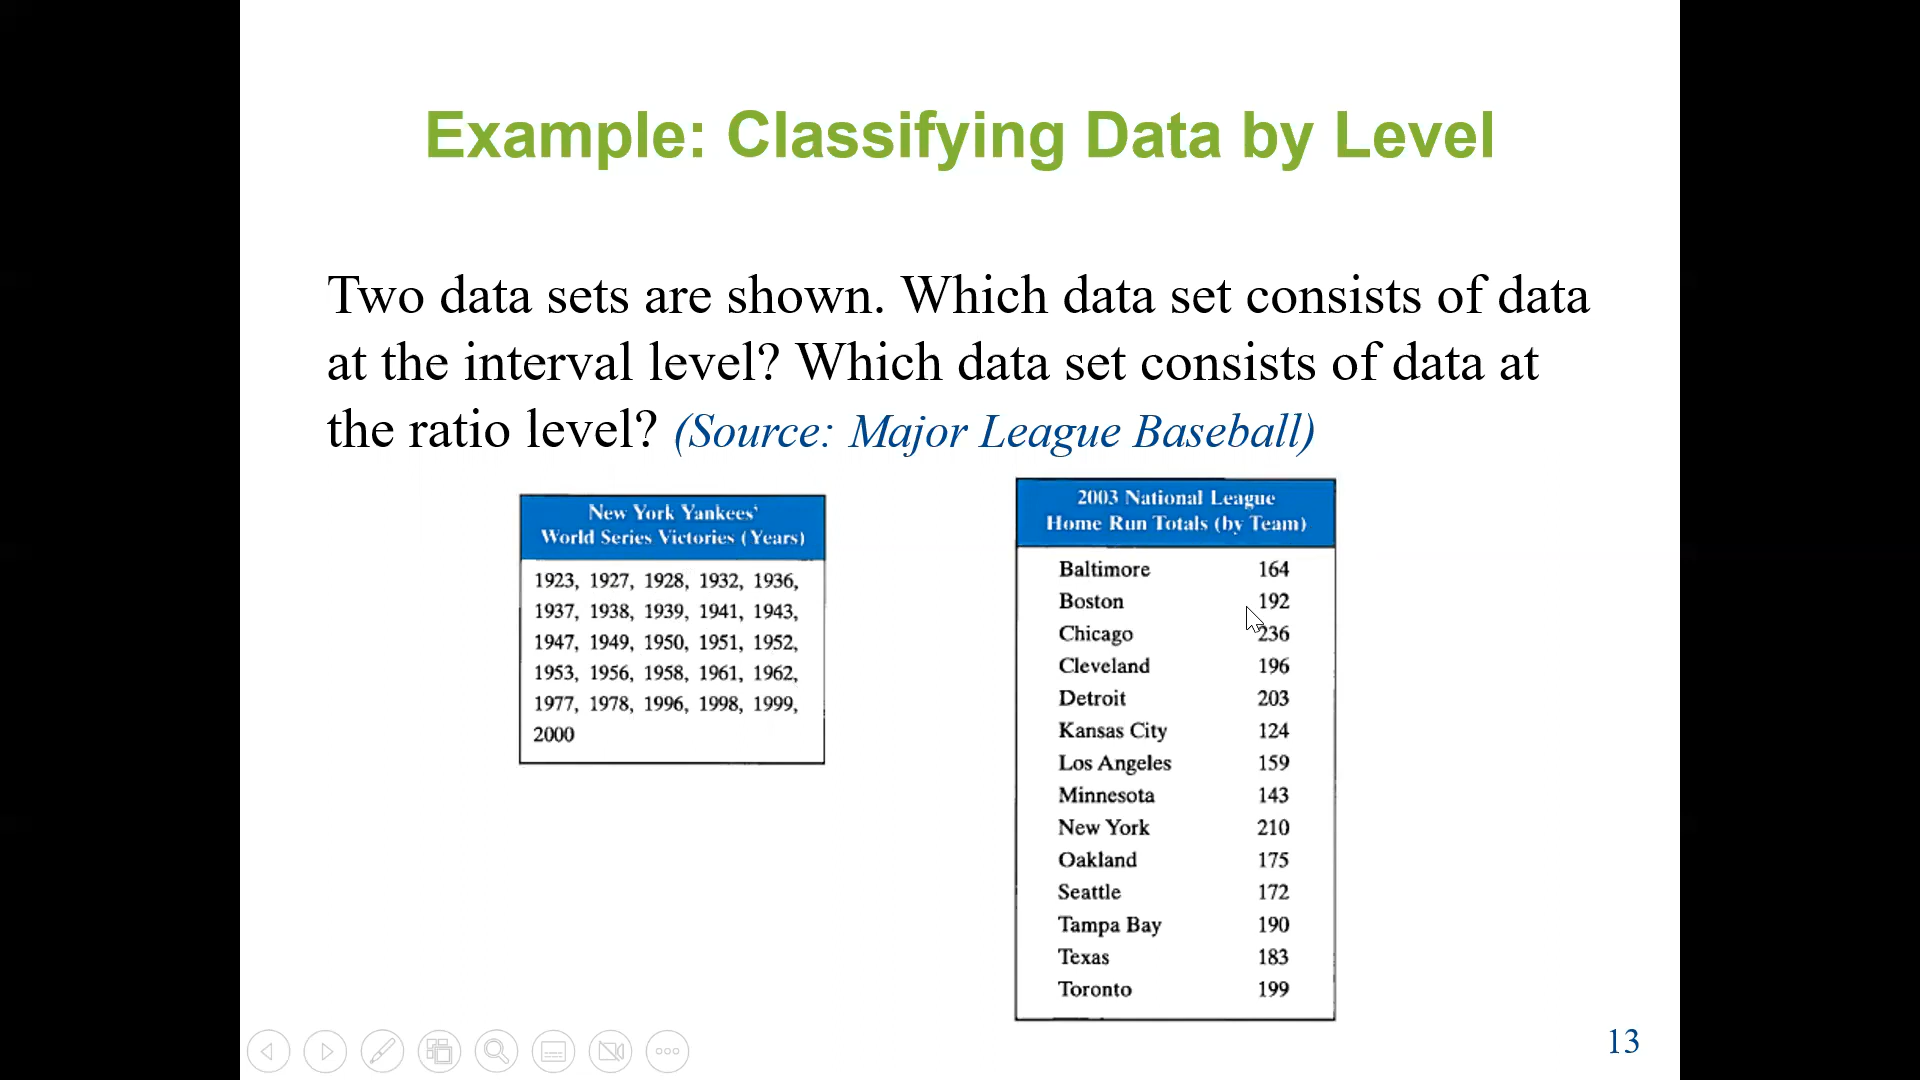 Example: Classifying Data by Level
Two data sets are shown. Which data set consists of data
at the interval level? Which data set consists of data at
the ratio level? (Source: Major League Baseball)
New York Yankees'
World Series Victories (Years)
1923, 1927, 1928, 1932, 1936,
1937, 1938, 1939, 1941, 1943,
1947, 1949, 1950, 1951, 1952,
1953, 1956, 1958, 1961, 1962,
1977, 1978, 1996, 1998, 1999,
2000
2003 National League
Home Run Totals (by Team)
Baltimore 164
Boston 192
Chicago 236
Cleveland 196
Detroit 203
Kansas City 124
Los Angeles 159
Minnesota 143
New York 210
Oakland 175
Seattle 172
Tampa Bay 190
Texas 183
Toronto 199
13